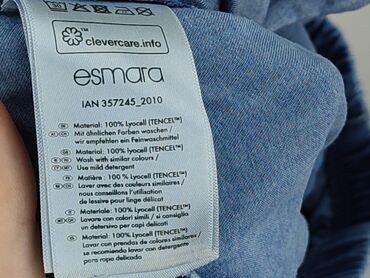 clevercare.info
esmara
IAN 357245_2010
Material: 100% Lyocell (TENCEL™)
Mit ähnlichen Farben waschen /
wir empfehlen ein Feinwaschmittel
Material: 100% Lyocell (TENCEL™)
Wash with similar colours /
Use mild detergent
Matière : 100 % Lyocell (TENCEL™)
Laver avec des couleurs similaires /
nous conseillons l'utilisation
de lessive pour linge délicat
Materiale: 100% Lyocell (TENCEL™)
Lavare con colori simili / si consiglia
un detersivo per capi delicati
Material: 100% Lyocell (TENCEL™)
Lavar con prendas de colores similares /
se recomienda detergente
para ropa delicada